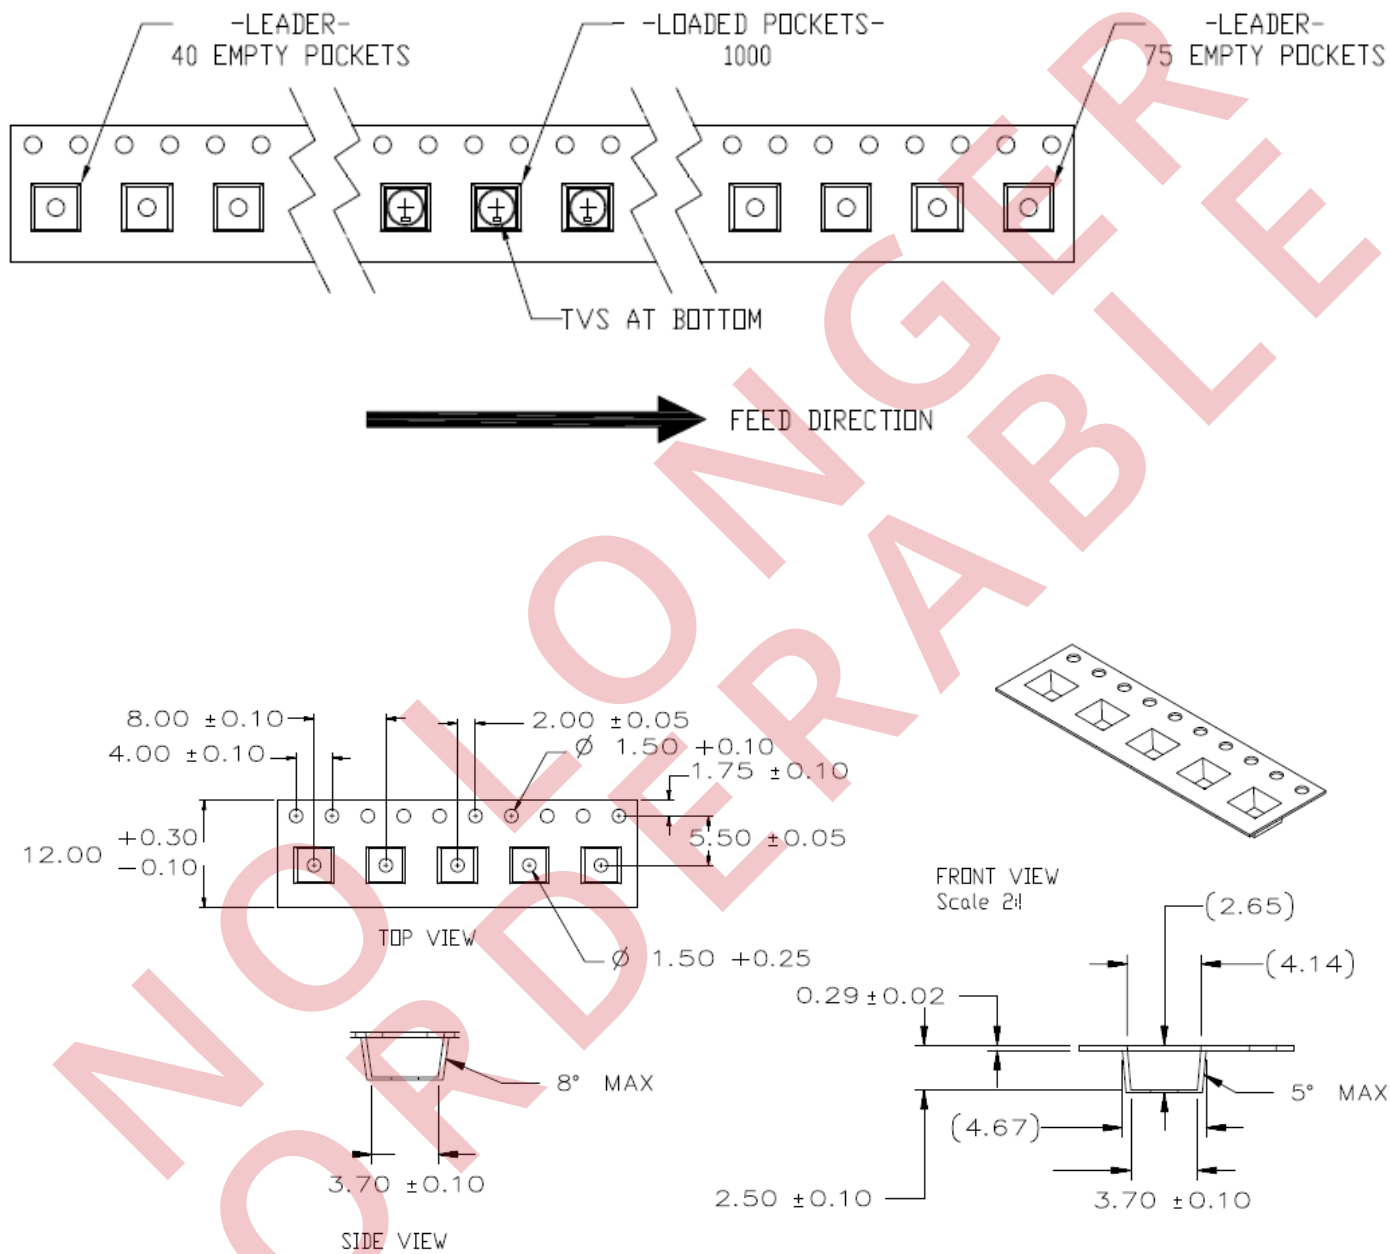 -LEADER-
40 EMPTY POCKETS
-LOADED POCKETS-
1000
-LEADER-
75 EMPTY POCKETS
TVS AT BOTTOM
FEED DIRECTION
NO LONGER
ORDERABLE
8.00 ±0.10
2.00 ±0.05
4.00 ±0.10
Ø 1.50 +0.10
1.75 ±0.10
12.00 +0.30
−0.10
5.50 ±0.05
TOP VIEW
Ø 1.50 +0.25
FRONT VIEW
Scale 2:1
(2.65)
(4.14)
0.29 ±0.02
8° MAX
5° MAX
(4.67)
3.70 ±0.10
2.50 ±0.10
3.70 ±0.10
SIDE VIEW